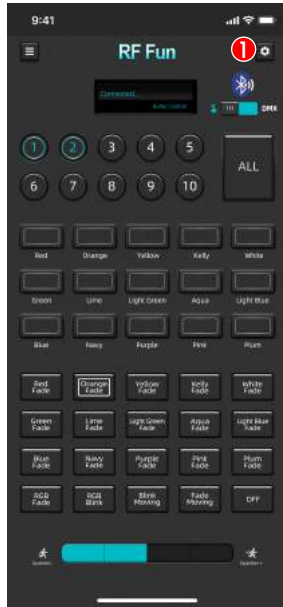 9:41
RF Fun
1
Connected...
DMX
1 2 3 4 5
ALL
6 7 8 9 10
Red Orange Yellow Kelly White
Green Lime Light Green Aqua Light Blue
Blue Navy Purple Pink Plum
Red Fade Orange Fade Yellow Fade Kelly Fade White Fade
Green Fade Lime Fade Light Green Fade Aqua Fade Light Blue Fade
Blue Fade Navy Fade Purple Fade Pink Fade Plum Fade
RGB Fade RGB Blink Blink Moving Fade Moving OFF